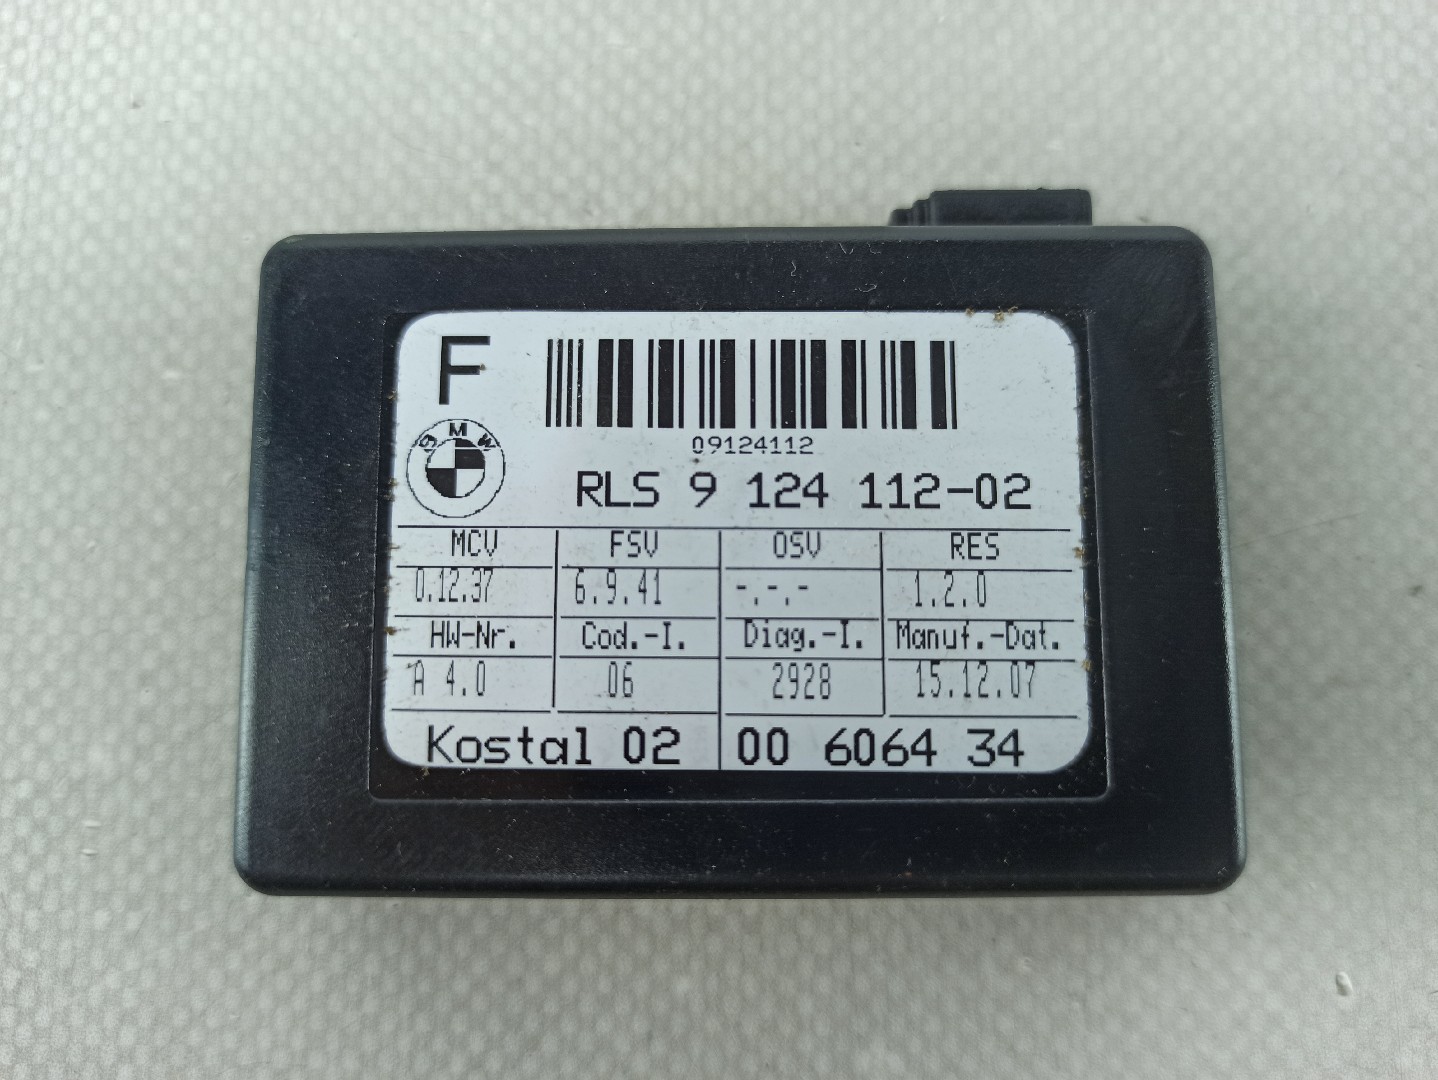 F
09124112
BMW
RLS 9 124 112-02
MCV FSV OSV RES
0.12.37 6.9.41 -.-.- 1.2.0
HW-Nr. Cod.-I. Diag.-I. Manuf.-Dat.
A 4.0 06 2928 15.12.07
Kostal 02 00 6064 34